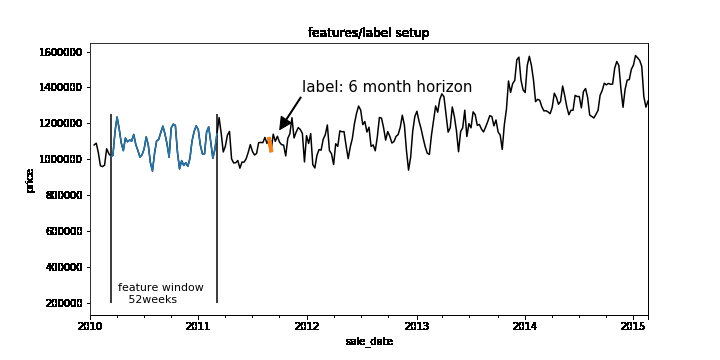 features/label setup
1600000
1400000
1200000
1000000
800000
600000
400000
200000
price
label: 6 month horizon
feature window
52weeks
2010
2011
2012
2013
2014
2015
sale_date